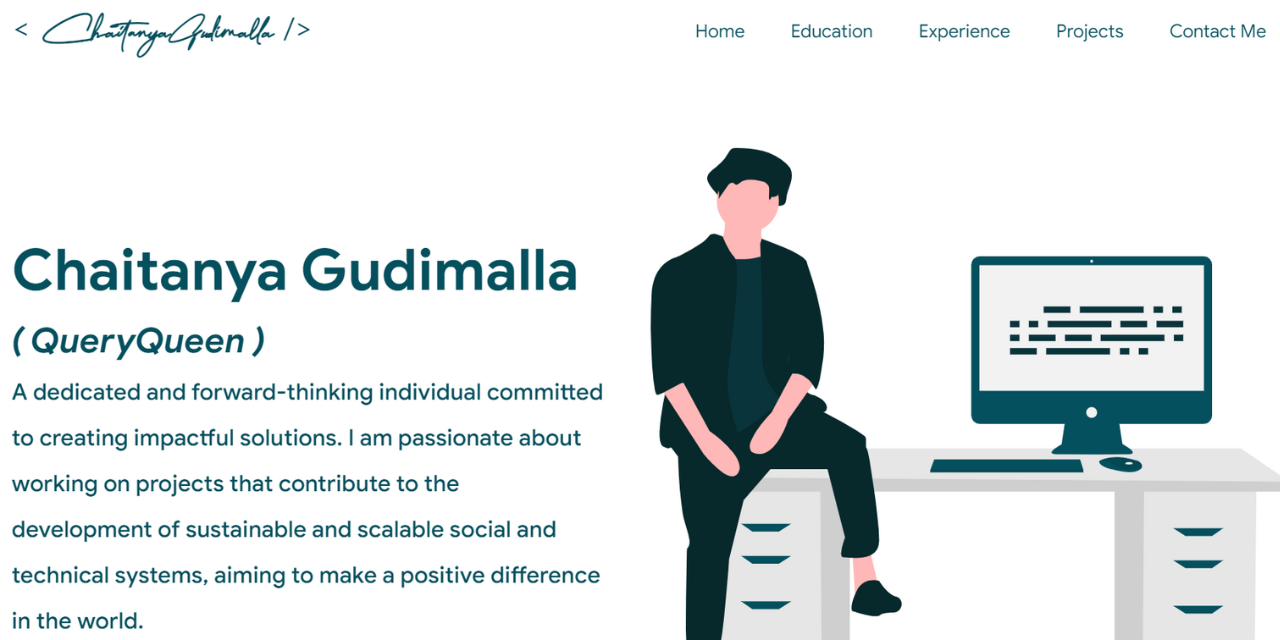 < ChaitanyaGudimalla />
Home Education Experience Projects Contact Me
Chaitanya Gudimalla
( QueryQueen )
A dedicated and forward-thinking individual committed
to creating impactful solutions. I am passionate about
working on projects that contribute to the
development of sustainable and scalable social and
technical systems, aiming to make a positive difference
in the world.